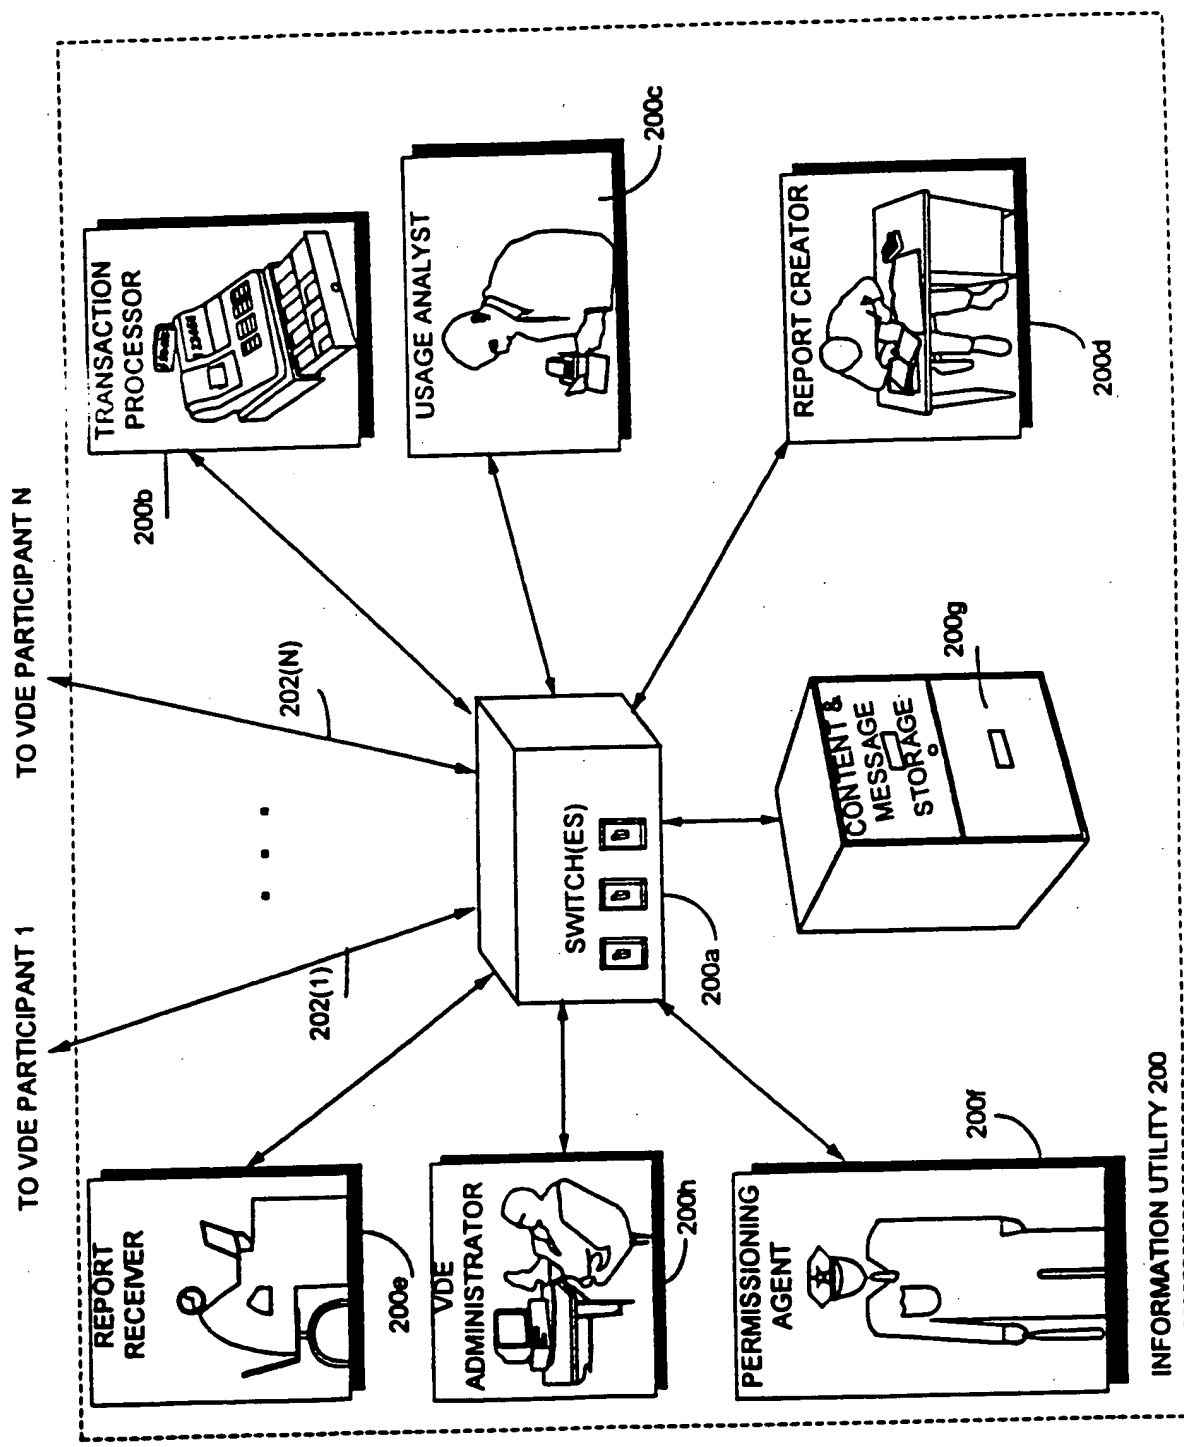 TO VDE PARTICIPANT 1
TO VDE PARTICIPANT N
REPORT
RECEIVER
200e
202(1)
202(N)
200b
TRANSACTION
PROCESSOR
VDE
ADMINISTRATOR
200h
SWITCH(ES)
200a
USAGE ANALYST
200c
PERMISSIONING
AGENT
200f
CONTENT &
MESSAGE
STORAGE
200g
REPORT CREATOR
200d
INFORMATION UTILITY 200